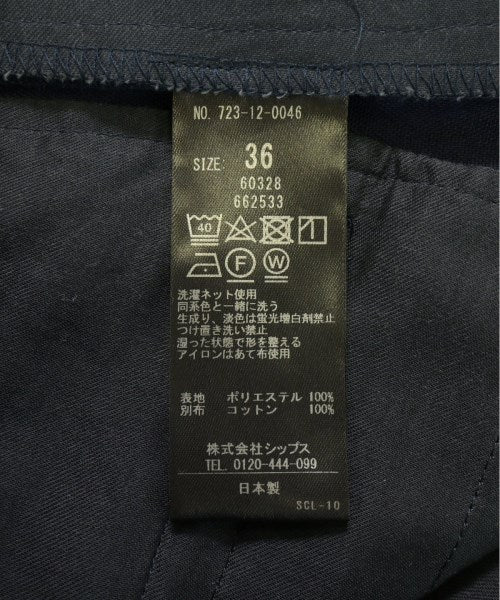 NO. 723-12-0046
SIZE: 36
60328
662533
40
F W
洗濯ネット使用
同系色と一緒に洗う
生成り、淡色は蛍光増白剤禁止
つけ置き洗い禁止
湿った状態で形を整える
アイロンはあて布使用
表地 ポリエステル 100%
別布 コットン 100%
株式会社シップス
TEL. 0120-444-099
日本製
SCL-10